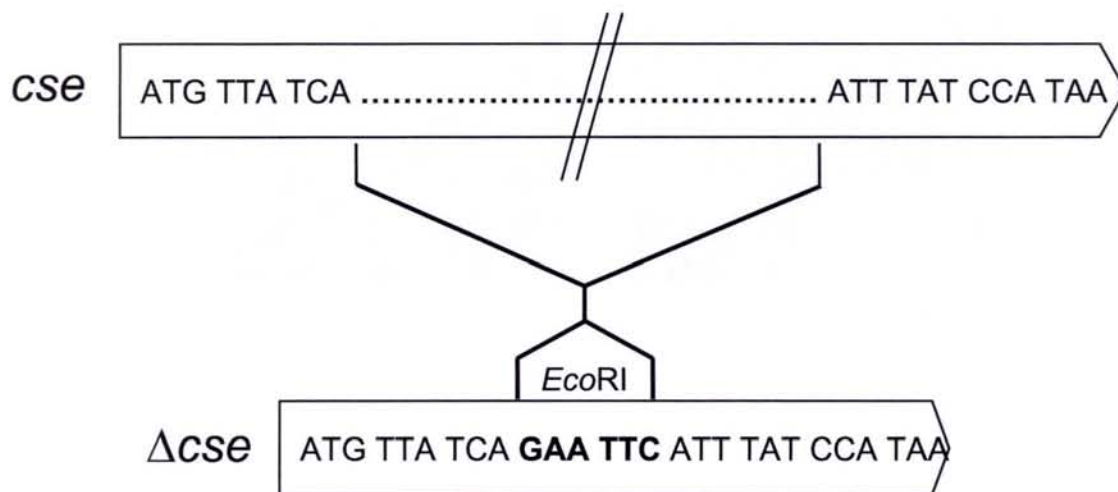 cse ATG TTA TCA ........................................ ATT TAT CCA TAA
EcoRI
Δcse ATG TTA TCA GAA TTC ATT TAT CCA TAA